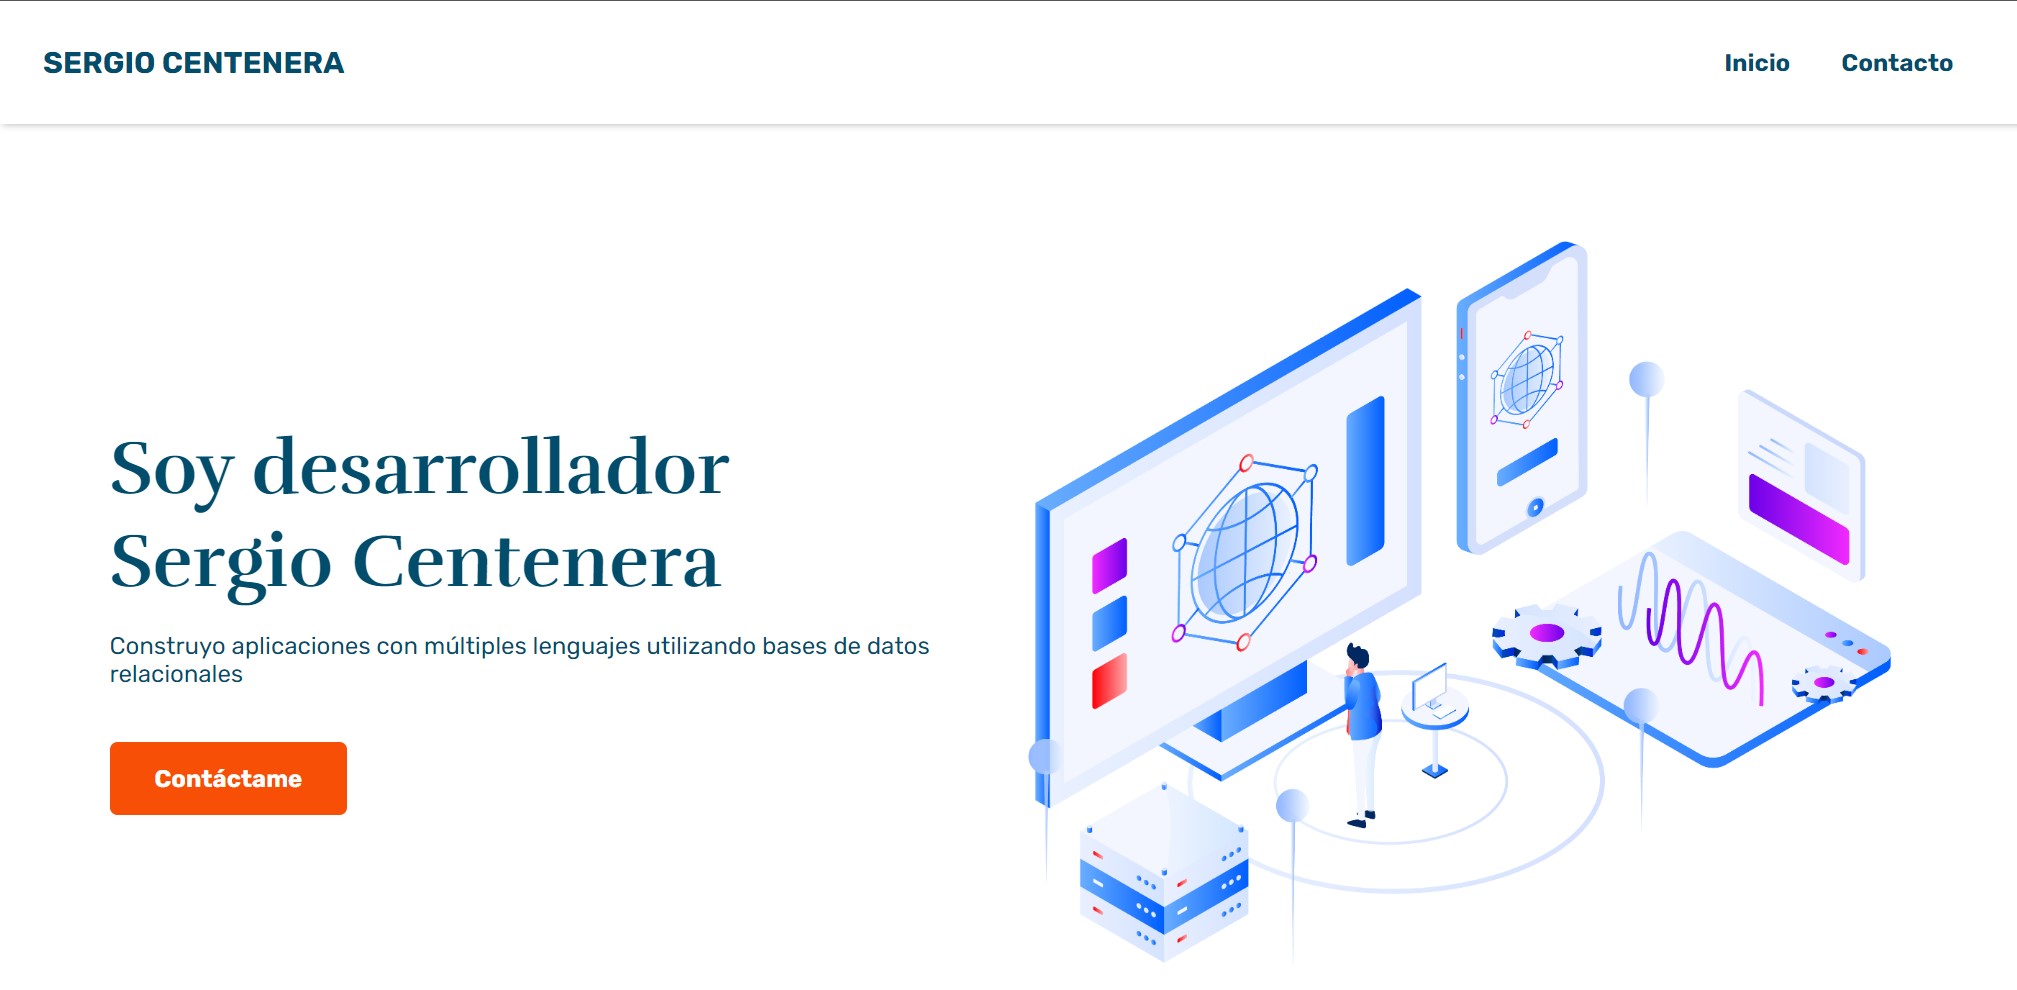 SERGIO CENTENERA
Inicio
Contacto
Soy desarrollador
Sergio Centenera
Construyo aplicaciones con múltiples lenguajes utilizando bases de datos
relacionales
Contáctame